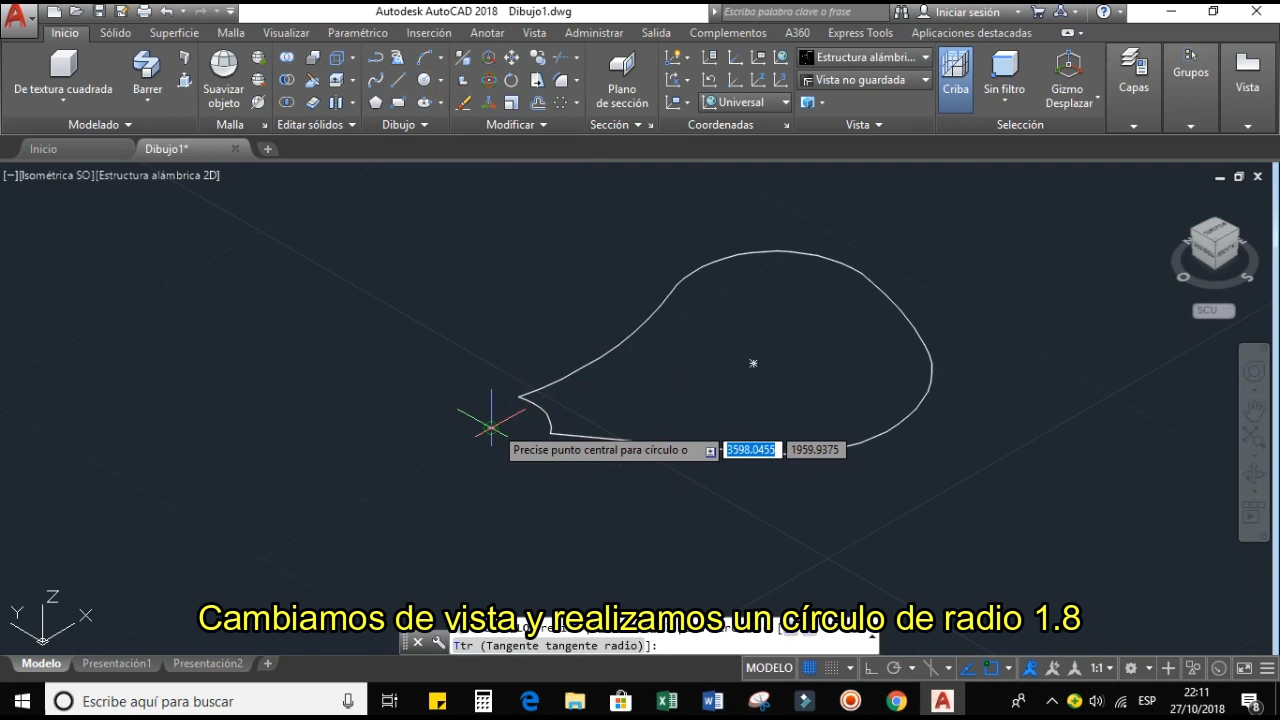 Autodesk AutoCAD 2018 Dibujo1.dwg
Escriba palabra clave o frase
Iniciar sesión
Inicio Sólido Superficie Malla Visualizar Paramétrico Inserción Anotar Vista Administrar Salida Complementos A360 Express Tools Aplicaciones destacadas
De textura cuadrada
Barrer
Suavizar objeto
Plano de sección
Universal
Estructura alámbri...
Vista no guardada
Criba
Sin filtro
Gizmo Desplazar
Capas
Grupos
Vista
Modelado Malla Editar sólidos Dibujo Modificar Sección Coordenadas Vista Selección
Inicio Dibujo1*
[−][Isométrica SO][Estructura alámbrica 2D]
O S
SCU
Precise punto central para círculo o 3598.0455 1959.9375
Z
Y X
Cambiamos de vista y realizamos un círculo de radio 1.8
Ttr (Tangente tangente radio)]:
Modelo Presentación1 Presentación2 +
MODELO 1:1
Escribe aquí para buscar
ESP
22:11
27/10/2018
8